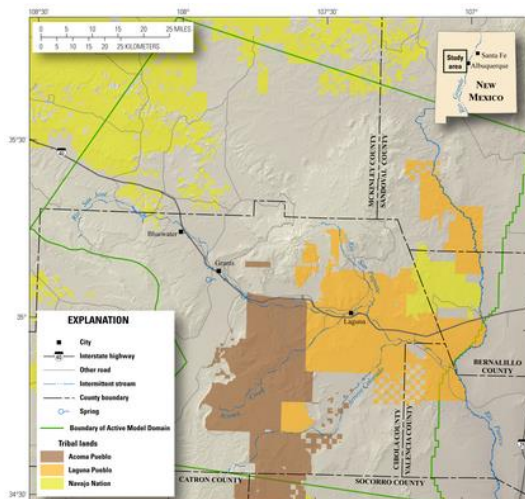 108°30'
108°
107°30'
107°
0 5 10 15 20 25 MILES
0 5 10 15 20 25 KILOMETERS
Study
area
Santa Fe
Albuquerque
NEW
MEXICO
35°30'
MCKINLEY COUNTY
SANDOVAL COUNTY
Bluewater
Grants
35°
Laguna
BERNALILLO
COUNTY
CIBOLA COUNTY
VALENCIA COUNTY
CATRON COUNTY
SOCORRO COUNTY
34°30'
EXPLANATION
City
Interstate highway
Other road
Intermittent stream
County boundary
Spring
Boundary of Active Model Domain
Tribal lands
Acoma Pueblo
Laguna Pueblo
Navajo Nation